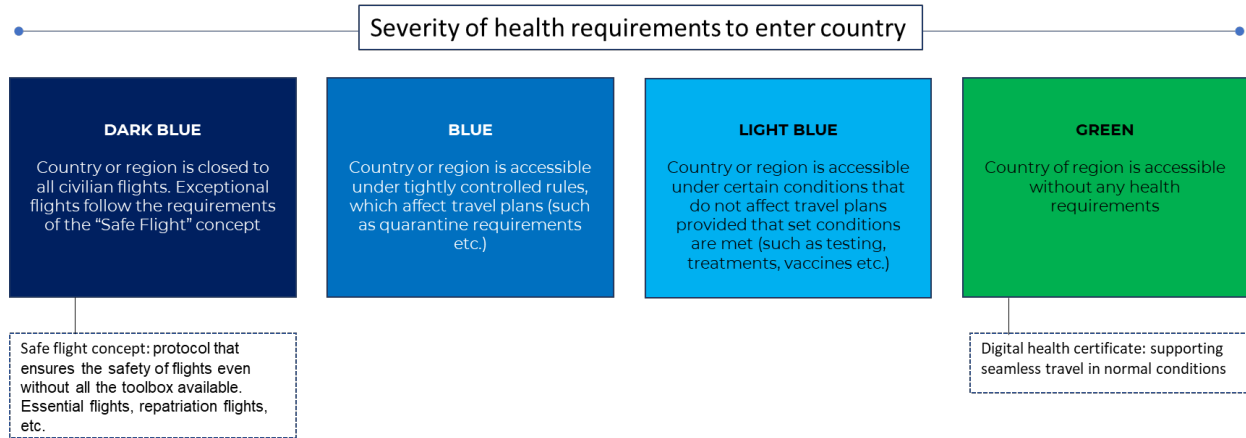 Severity of health requirements to enter country
DARK BLUE
Country or region is closed to
all civilian flights. Exceptional
flights follow the requirements
of the “Safe Flight” concept
BLUE
Country or region is accessible
under tightly controlled rules,
which affect travel plans (such
as quarantine requirements
etc.)
LIGHT BLUE
Country or region is accessible
under certain conditions that
do not affect travel plans
provided that set conditions
are met (such as testing,
treatments, vaccines etc.)
GREEN
Country of region is accessible
without any health
requirements
Safe flight concept: protocol that
ensures the safety of flights even
without all the toolbox available.
Essential flights, repatriation flights,
etc.
Digital health certificate: supporting
seamless travel in normal conditions